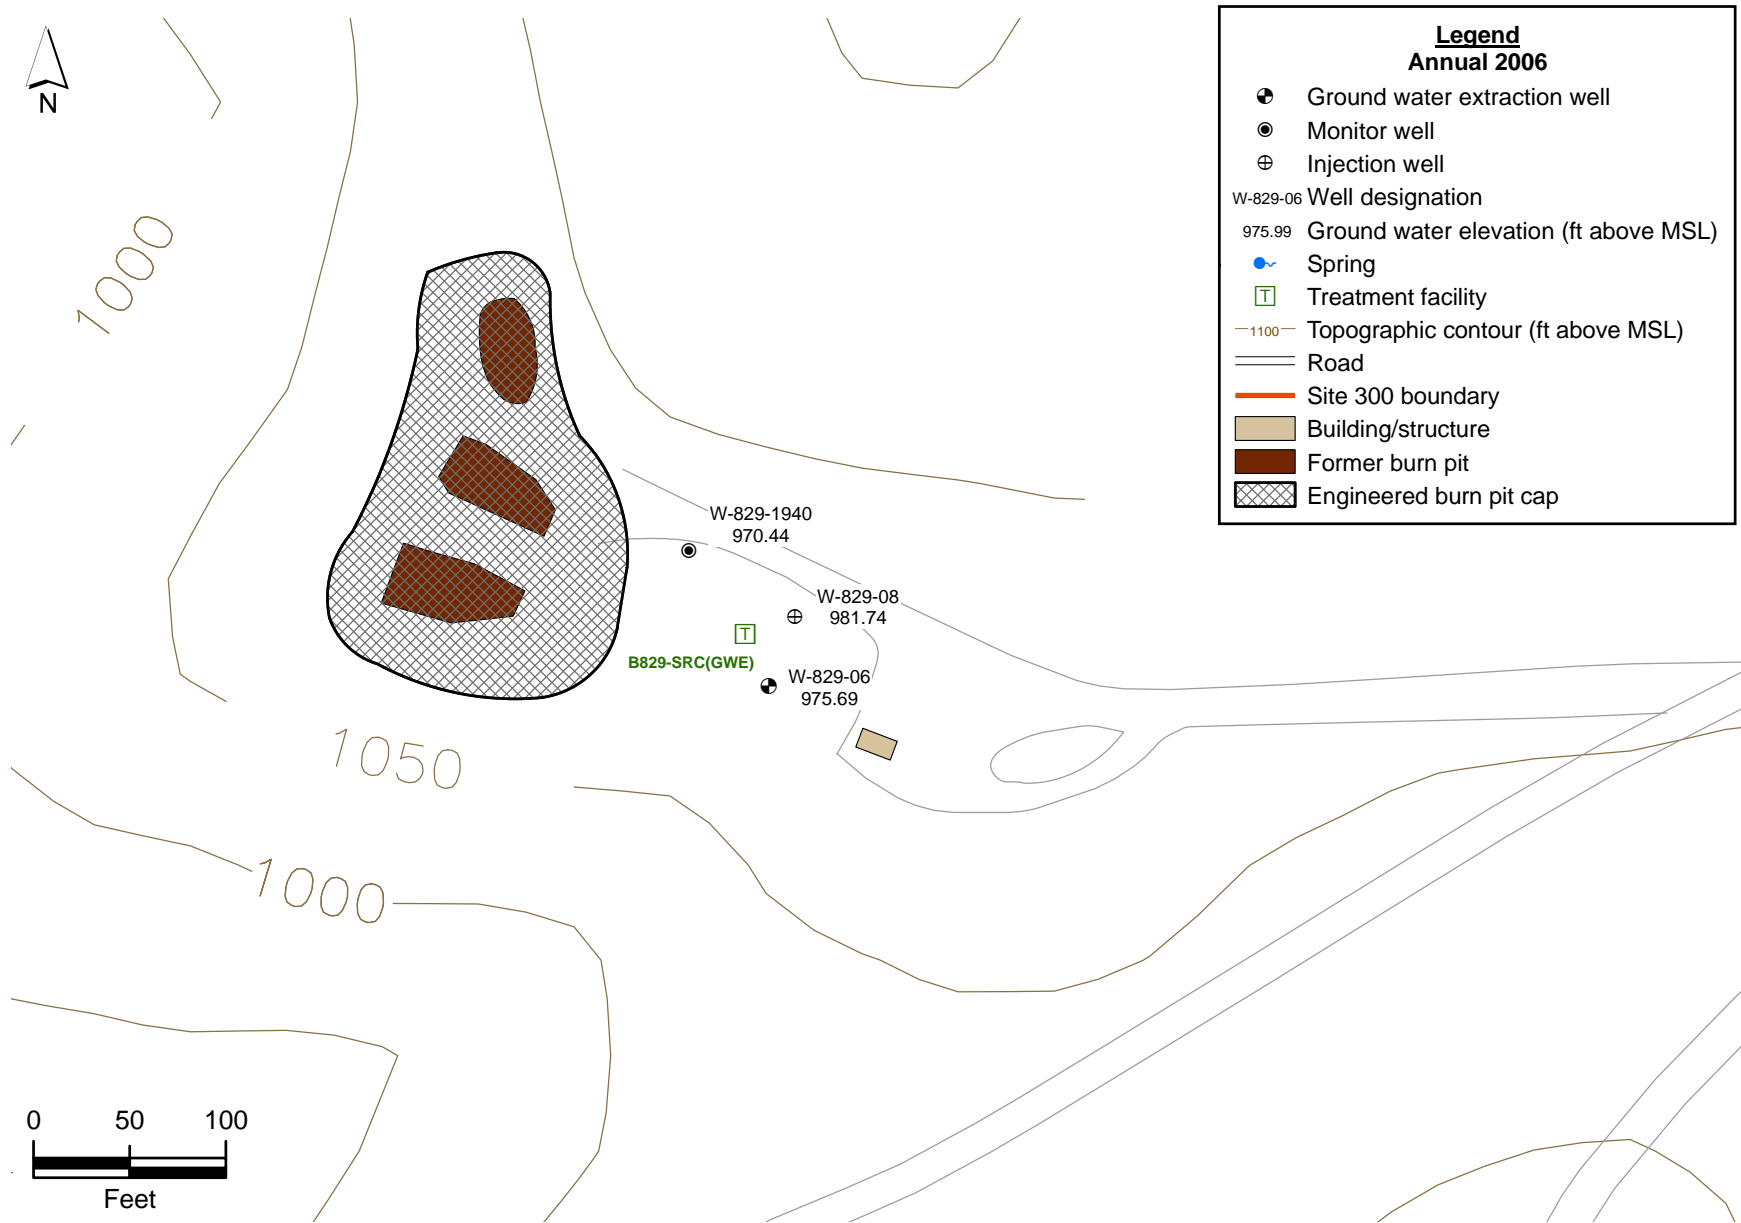 N
1000
1050
1000
W-829-1940
970.44
W-829-08
981.74
T
B829-SRC(GWE)
W-829-06
975.69
0 50 100
Feet
Legend
Annual 2006
Ground water extraction well
Monitor well
Injection well
W-829-06 Well designation
975.99 Ground water elevation (ft above MSL)
Spring
T Treatment facility
1100 Topographic contour (ft above MSL)
Road
Site 300 boundary
Building/structure
Former burn pit
Engineered burn pit cap